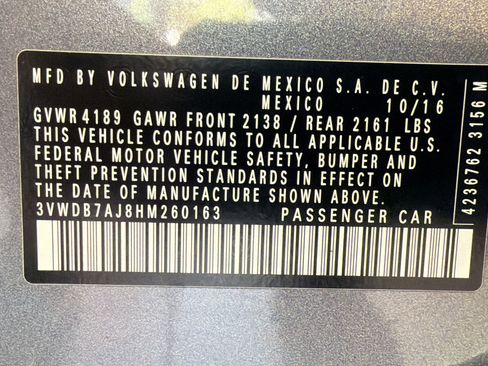 MFD BY VOLKSWAGEN DE MEXICO S.A. DE C.V.
MEXICO 10/16
GVWR 4189 GAWR FRONT 2138 / REAR 2161 LBS
THIS VEHICLE CONFORMS TO ALL APPLICABLE U.S.
FEDERAL MOTOR VEHICLE SAFETY, BUMPER AND
THEFT PREVENTION STANDARDS IN EFFECT ON
THE DATE OF MANUFACTURE SHOWN ABOVE.
3VWDB7AJ8HM260163 PASSENGER CAR
4236762 3156 M